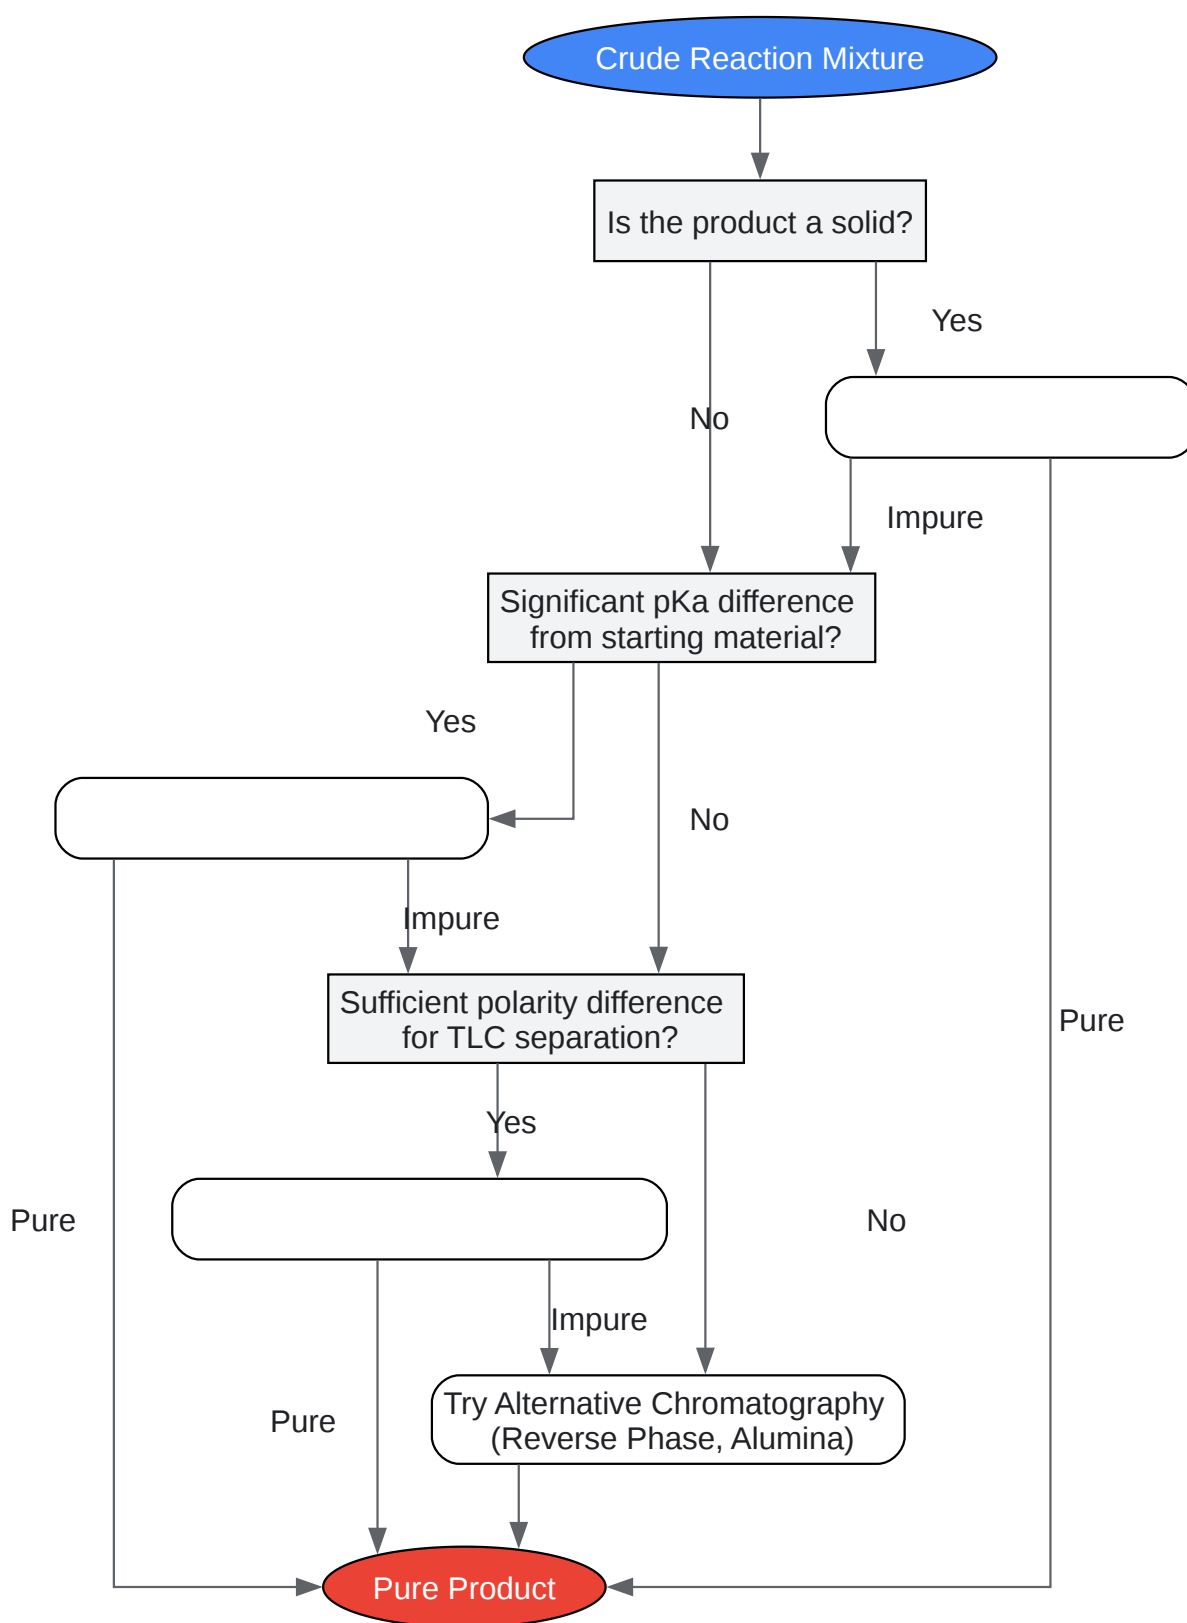 Crude Reaction Mixture
Is the product a solid?
Yes
No
Impure
Significant pKa difference
from starting material?
Yes
No
Impure
Sufficient polarity difference
for TLC separation?
Pure
Yes
Pure
No
Impure
Try Alternative Chromatography
(Reverse Phase, Alumina)
Pure
Pure Product